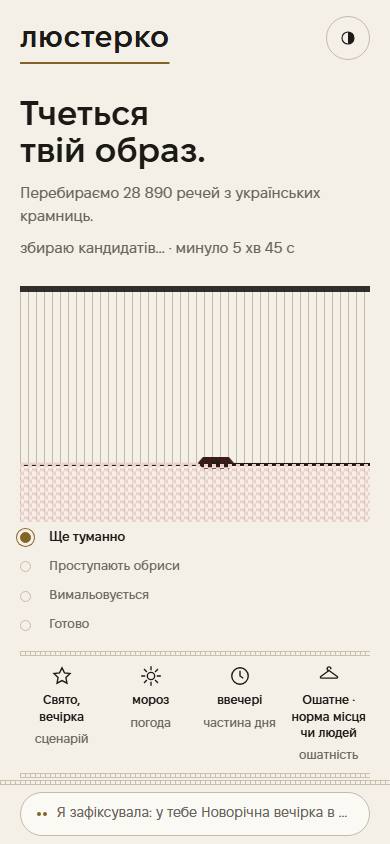 люстерко
Тчеться
твій образ.
Перебираємо 28 890 речей з українських
крамниць.
збираю кандидатів... · минуло 5 хв 45 с
Ще туманно
Проступають обриси
Вимальовується
Готово
Свято,
вечірка
сценарій
мороз
погода
ввечері
частина дня
Ошатне ·
норма місця
чи людей
ошатність
Я зафіксувала: у тебе Новорічна вечірка в ...